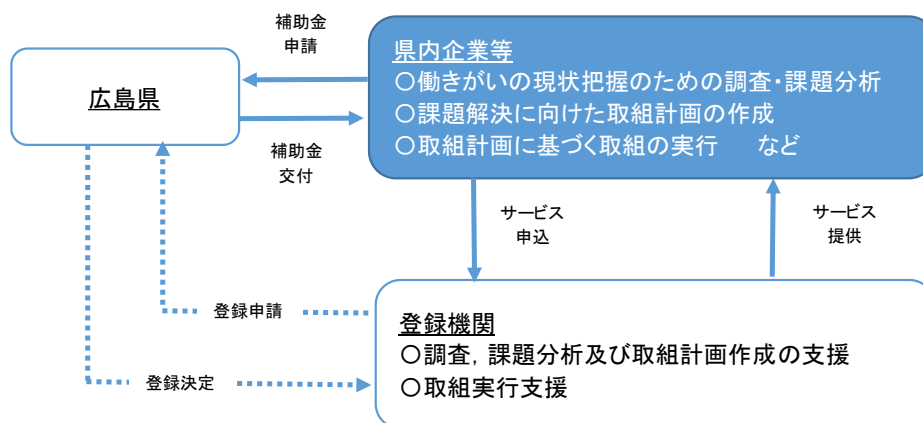 補助金
申請
広島県
補助金
交付
県内企業等
○働きがいの現状把握のための調査・課題分析
○課題解決に向けた取組計画の作成
○取組計画に基づく取組の実行　　など
サービス
申込
サービス
提供
登録申請
登録決定
登録機関
○調査，課題分析及び取組計画作成の支援
○取組実行支援